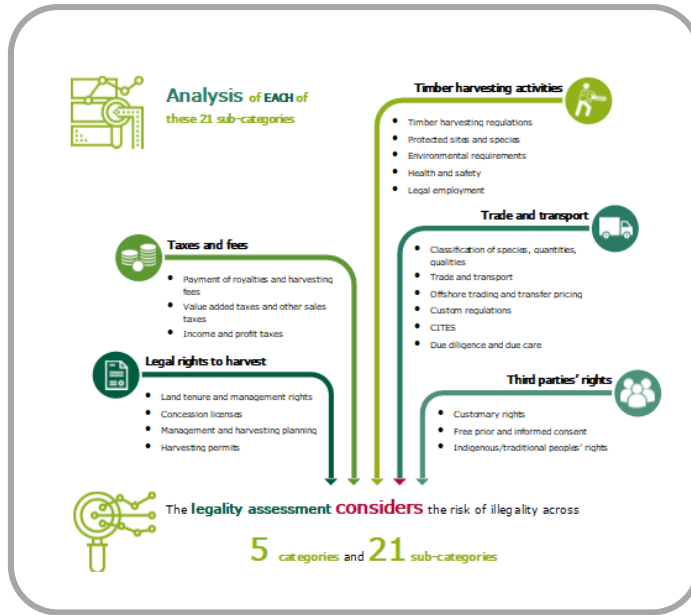 Analysis of EACH of
these 21 sub-categories
Timber harvesting activities
• Timber harvesting regulations
• Protected sites and species
• Environmental requirements
• Health and safety
• Legal employment
Trade and transport
• Classification of species, quantities,
qualities
• Trade and transport
• Offshore trading and transfer pricing
• Custom regulations
• CITES
• Due diligence and due care
Taxes and fees
• Payment of royalties and harvesting
fees
• Value added taxes and other sales
taxes
• Income and profit taxes
Legal rights to harvest
• Land tenure and management rights
• Concession licenses
• Management and harvesting planning
• Harvesting permits
Third parties’ rights
• Customary rights
• Free prior and informed consent
• Indigenous/traditional peoples’ rights
The legality assessment considers the risk of illegality across
5 categories and 21 sub-categories